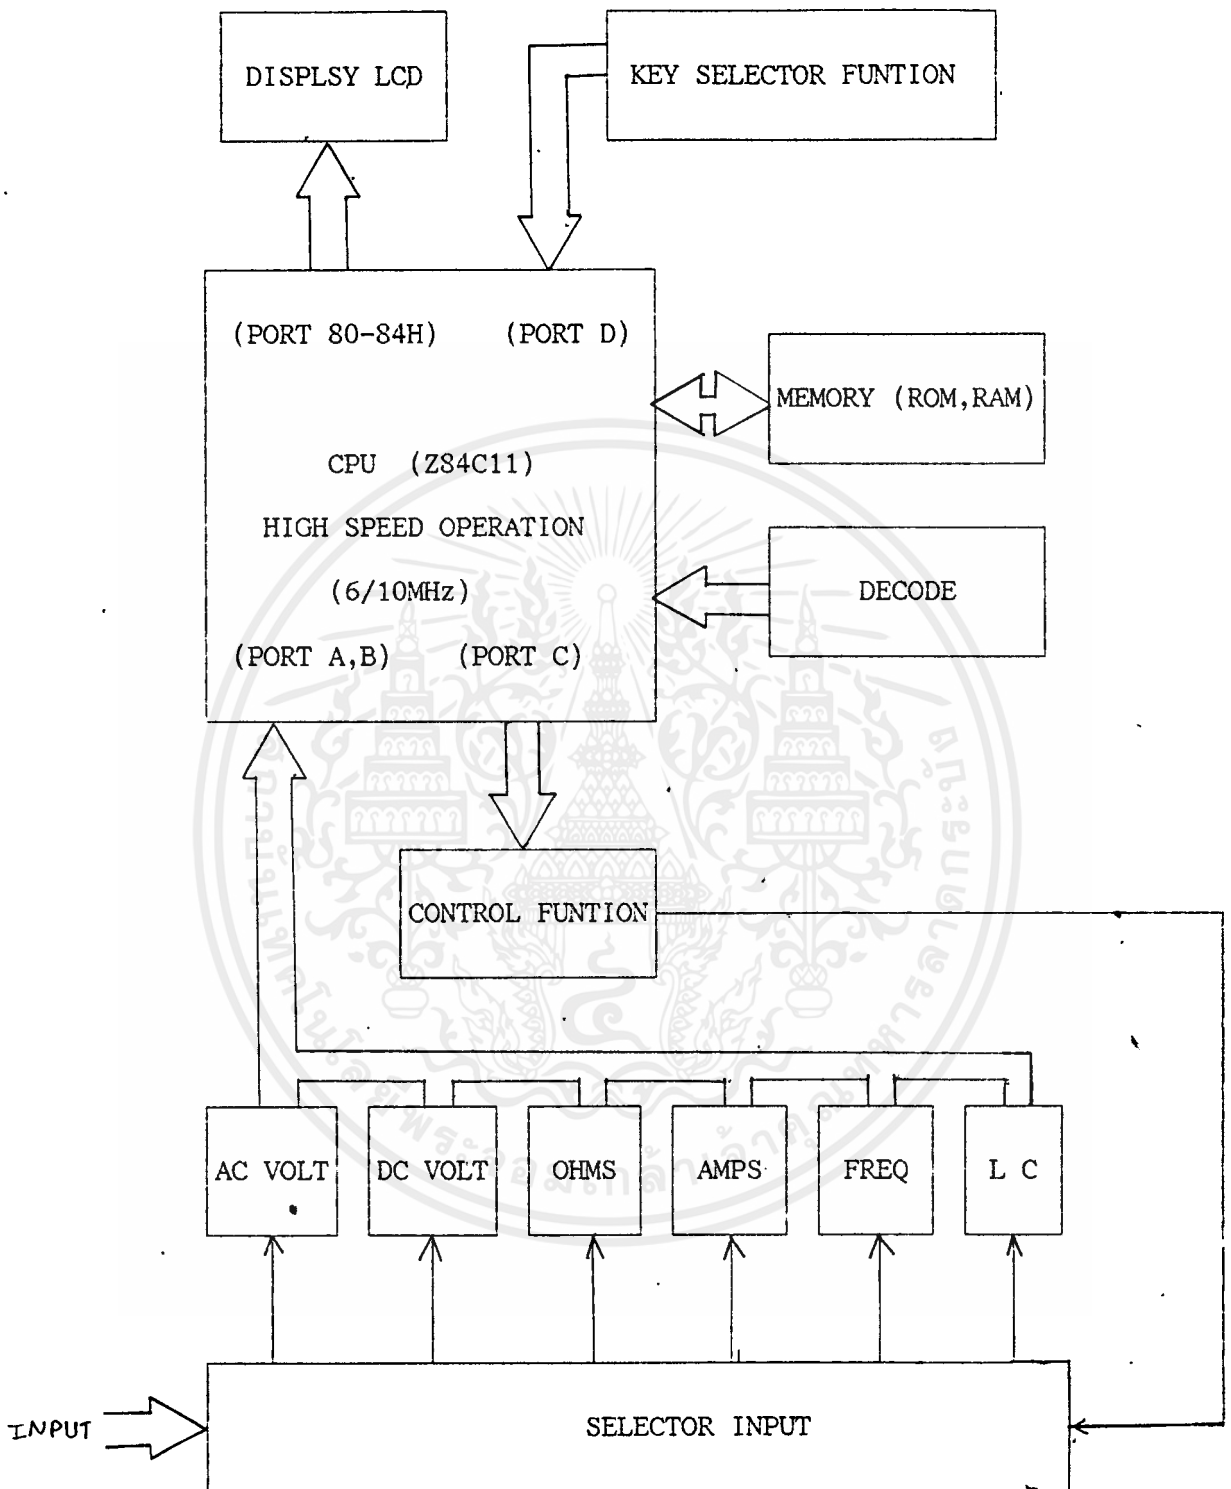 DISPLSY LCD
KEY SELECTOR FUNTION
(PORT 80-84H)
(PORT D)
MEMORY (ROM,RAM)
CPU (Z84C11)
HIGH SPEED OPERATION
(6/10MHz)
DECODE
(PORT A,B)
(PORT C)
CONTROL FUNTION
AC VOLT
DC VOLT
OHMS
AMPS
FREQ
L C
INPUT
SELECTOR INPUT